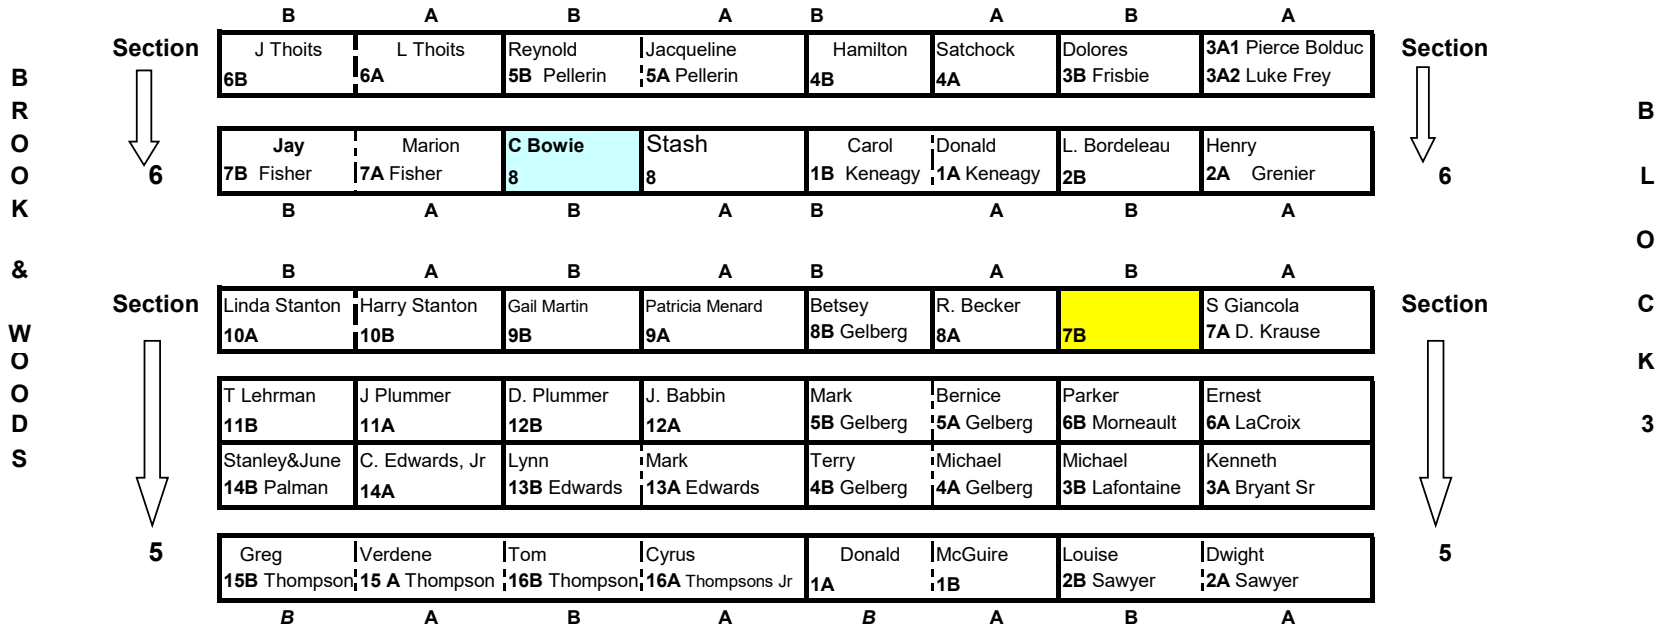 B A B A B A B A
Section Section
J Thoits L Thoits Reynold Jacqueline Hamilton Satchock Dolores 3A1 Pierce Bolduc
6B 6A 5B Pellerin 5A Pellerin 4B 4A 3B Frisbie 3A2 Luke Frey
Jay Marion C Bowie Stash Carol Donald L. Bordeleau Henry
7B Fisher 7A Fisher 8 8 1B Keneagy 1A Keneagy 2B 2A Grenier
6 6
B A B A B A B A
B A B A B A B A
Section Section
Linda Stanton Harry Stanton Gail Martin Patricia Menard Betsey R. Becker S Giancola
10A 10B 9B 9A 8B Gelberg 8A 7B 7A D. Krause
T Lehrman J Plummer D. Plummer J. Babbin Mark Bernice Parker Ernest
11B 11A 12B 12A 5B Gelberg 5A Gelberg 6B Morneault 6A LaCroix
Stanley&June C. Edwards, Jr Lynn Mark Terry Michael Michael Kenneth
14B Palman 14A 13B Edwards 13A Edwards 4B Gelberg 4A Gelberg 3B Lafontaine 3A Bryant Sr
5 5
Greg Verdene Tom Cyrus Donald McGuire Louise Dwight
15B Thompson 15 A Thompson 16B Thompson 16A Thompsons Jr 1A 1B 2B Sawyer 2A Sawyer
B A B A B A B A
BROOK & WOODS
BLOCK 3